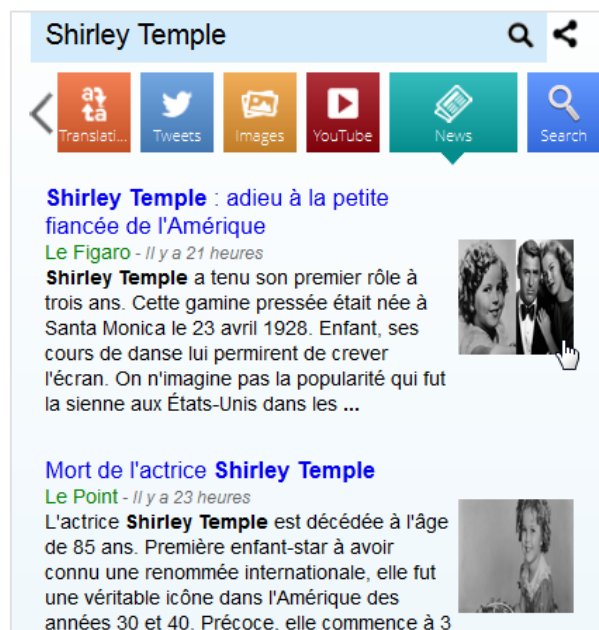 Shirley Temple
Translati...
Tweets
Images
YouTube
News
Search
Shirley Temple : adieu à la petite
fiancée de l'Amérique
Le Figaro - Il y a 21 heures
Shirley Temple a tenu son premier rôle à
trois ans. Cette gamine pressée était née à
Santa Monica le 23 avril 1928. Enfant, ses
cours de danse lui permirent de crever
l'écran. On n'imagine pas la popularité qui fut
la sienne aux États-Unis dans les ...
Mort de l'actrice Shirley Temple
Le Point - Il y a 23 heures
L'actrice Shirley Temple est décédée à l'âge
de 85 ans. Première enfant-star à avoir
connu une renommée internationale, elle fut
une véritable icône dans l'Amérique des
années 30 et 40. Précoce, elle commence à 3